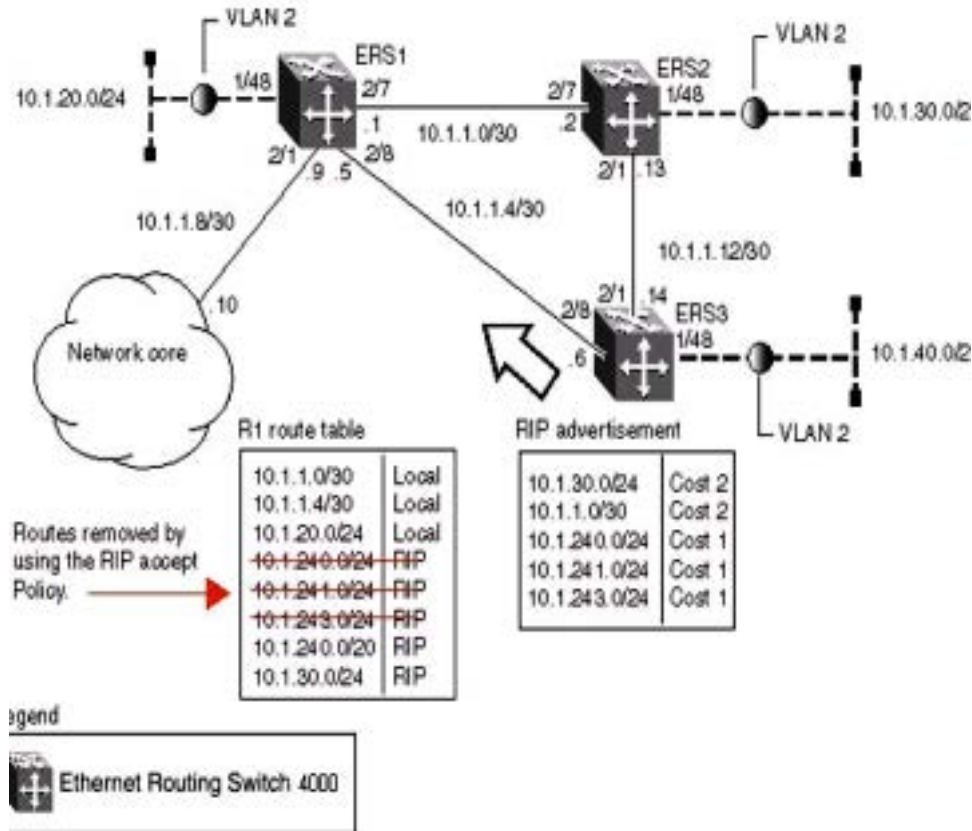 VLAN 2
VLAN 2
ERS1
ERS2
10.1.20.0/24
1/48
2/7
2/7
1/48
10.1.30.0/2
.1
.2
10.1.1.0/30
2/1
.9
.5
2/8
2/1
.13
10.1.1.8/30
10.1.1.4/30
10.1.1.12/30
.10
2/1
.14
2/8
ERS3
1/48
Network core
.6
10.1.40.0/2
R1 route table
RIP advertisement
VLAN 2
10.1.1.0/30 Local
10.1.1.4/30 Local
10.1.20.0/24 Local
10.1.240.0/24 RIP
10.1.241.0/24 RIP
10.1.243.0/24 RIP
10.1.240.0/20 RIP
10.1.30.0/24 RIP
10.1.30.0/24 Cost 2
10.1.1.0/30 Cost 2
10.1.240.0/24 Cost 1
10.1.241.0/24 Cost 1
10.1.243.0/24 Cost 1
Routes removed by
using the RIP accept
Policy.
egend
Ethernet Routing Switch 4000